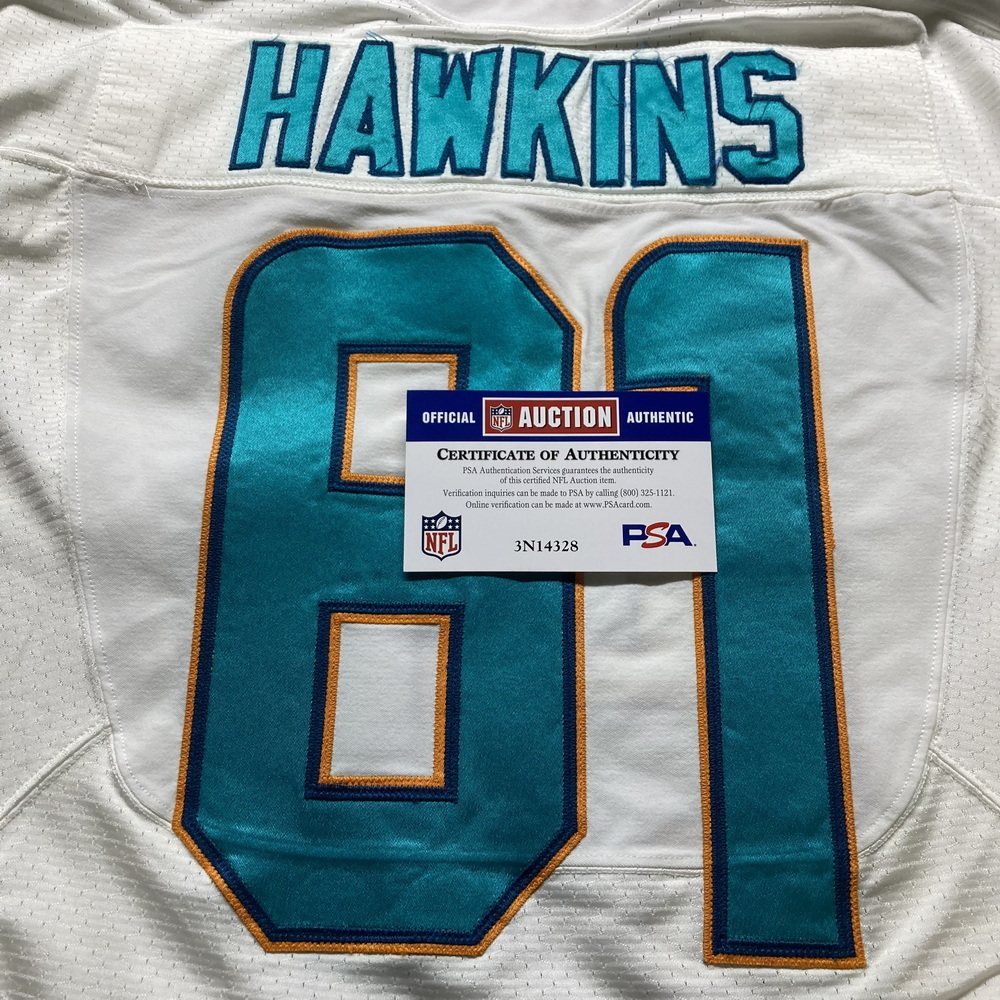 HAWKINS
81
OFFICIAL NFL AUCTION AUTHENTIC
CERTIFICATE OF AUTHENTICITY
PSA Authentication Services guarantees the authenticity
of this certified NFL Auction item.
Verification inquiries can be made to PSA by calling (800) 325-1121.
Online verification can be made at www.PSAcard.com.
NFL 3N14328 PSA